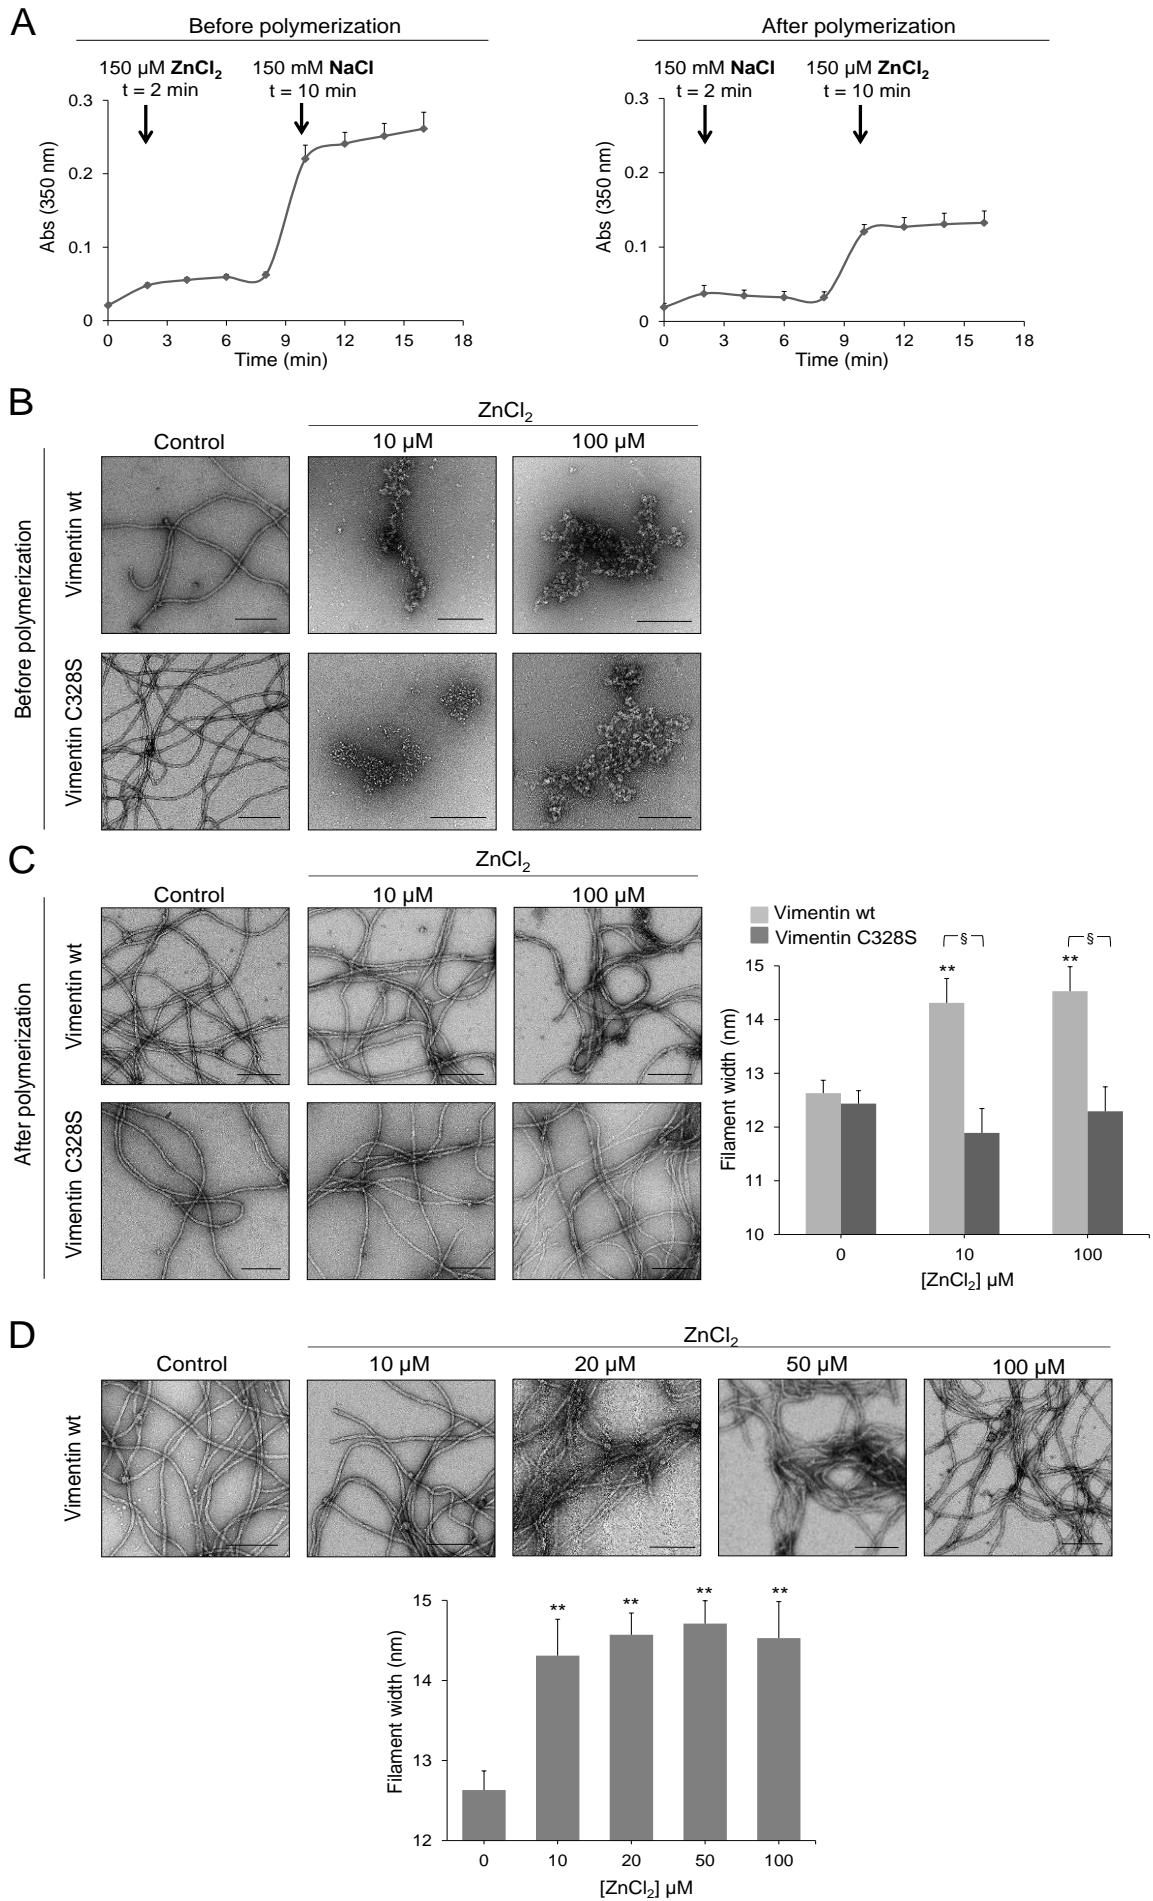 A
Before polymerization
150 µM ZnCl₂
t = 2 min
150 mM NaCl
t = 10 min
0.3
0.2
0.1
0
Abs (350 nm)
0 3 6 9 12 15 18
Time (min)
After polymerization
150 mM NaCl
t = 2 min
150 µM ZnCl₂
t = 10 min
0.3
0.2
0.1
0
Abs (350 nm)
0 3 6 9 12 15 18
Time (min)
B
ZnCl₂
Control
10 µM
100 µM
Before polymerization
Vimentin wt
Vimentin C328S
C
ZnCl₂
Control
10 µM
100 µM
After polymerization
Vimentin wt
Vimentin C328S
Vimentin wt
Vimentin C328S
§
§
**
**
15
14
13
12
11
10
Filament width (nm)
0 10 100
[ZnCl₂] µM
D
ZnCl₂
Control
10 µM
20 µM
50 µM
100 µM
Vimentin wt
** ** ** **
15
14
13
12
Filament width (nm)
0 10 20 50 100
[ZnCl₂] µM